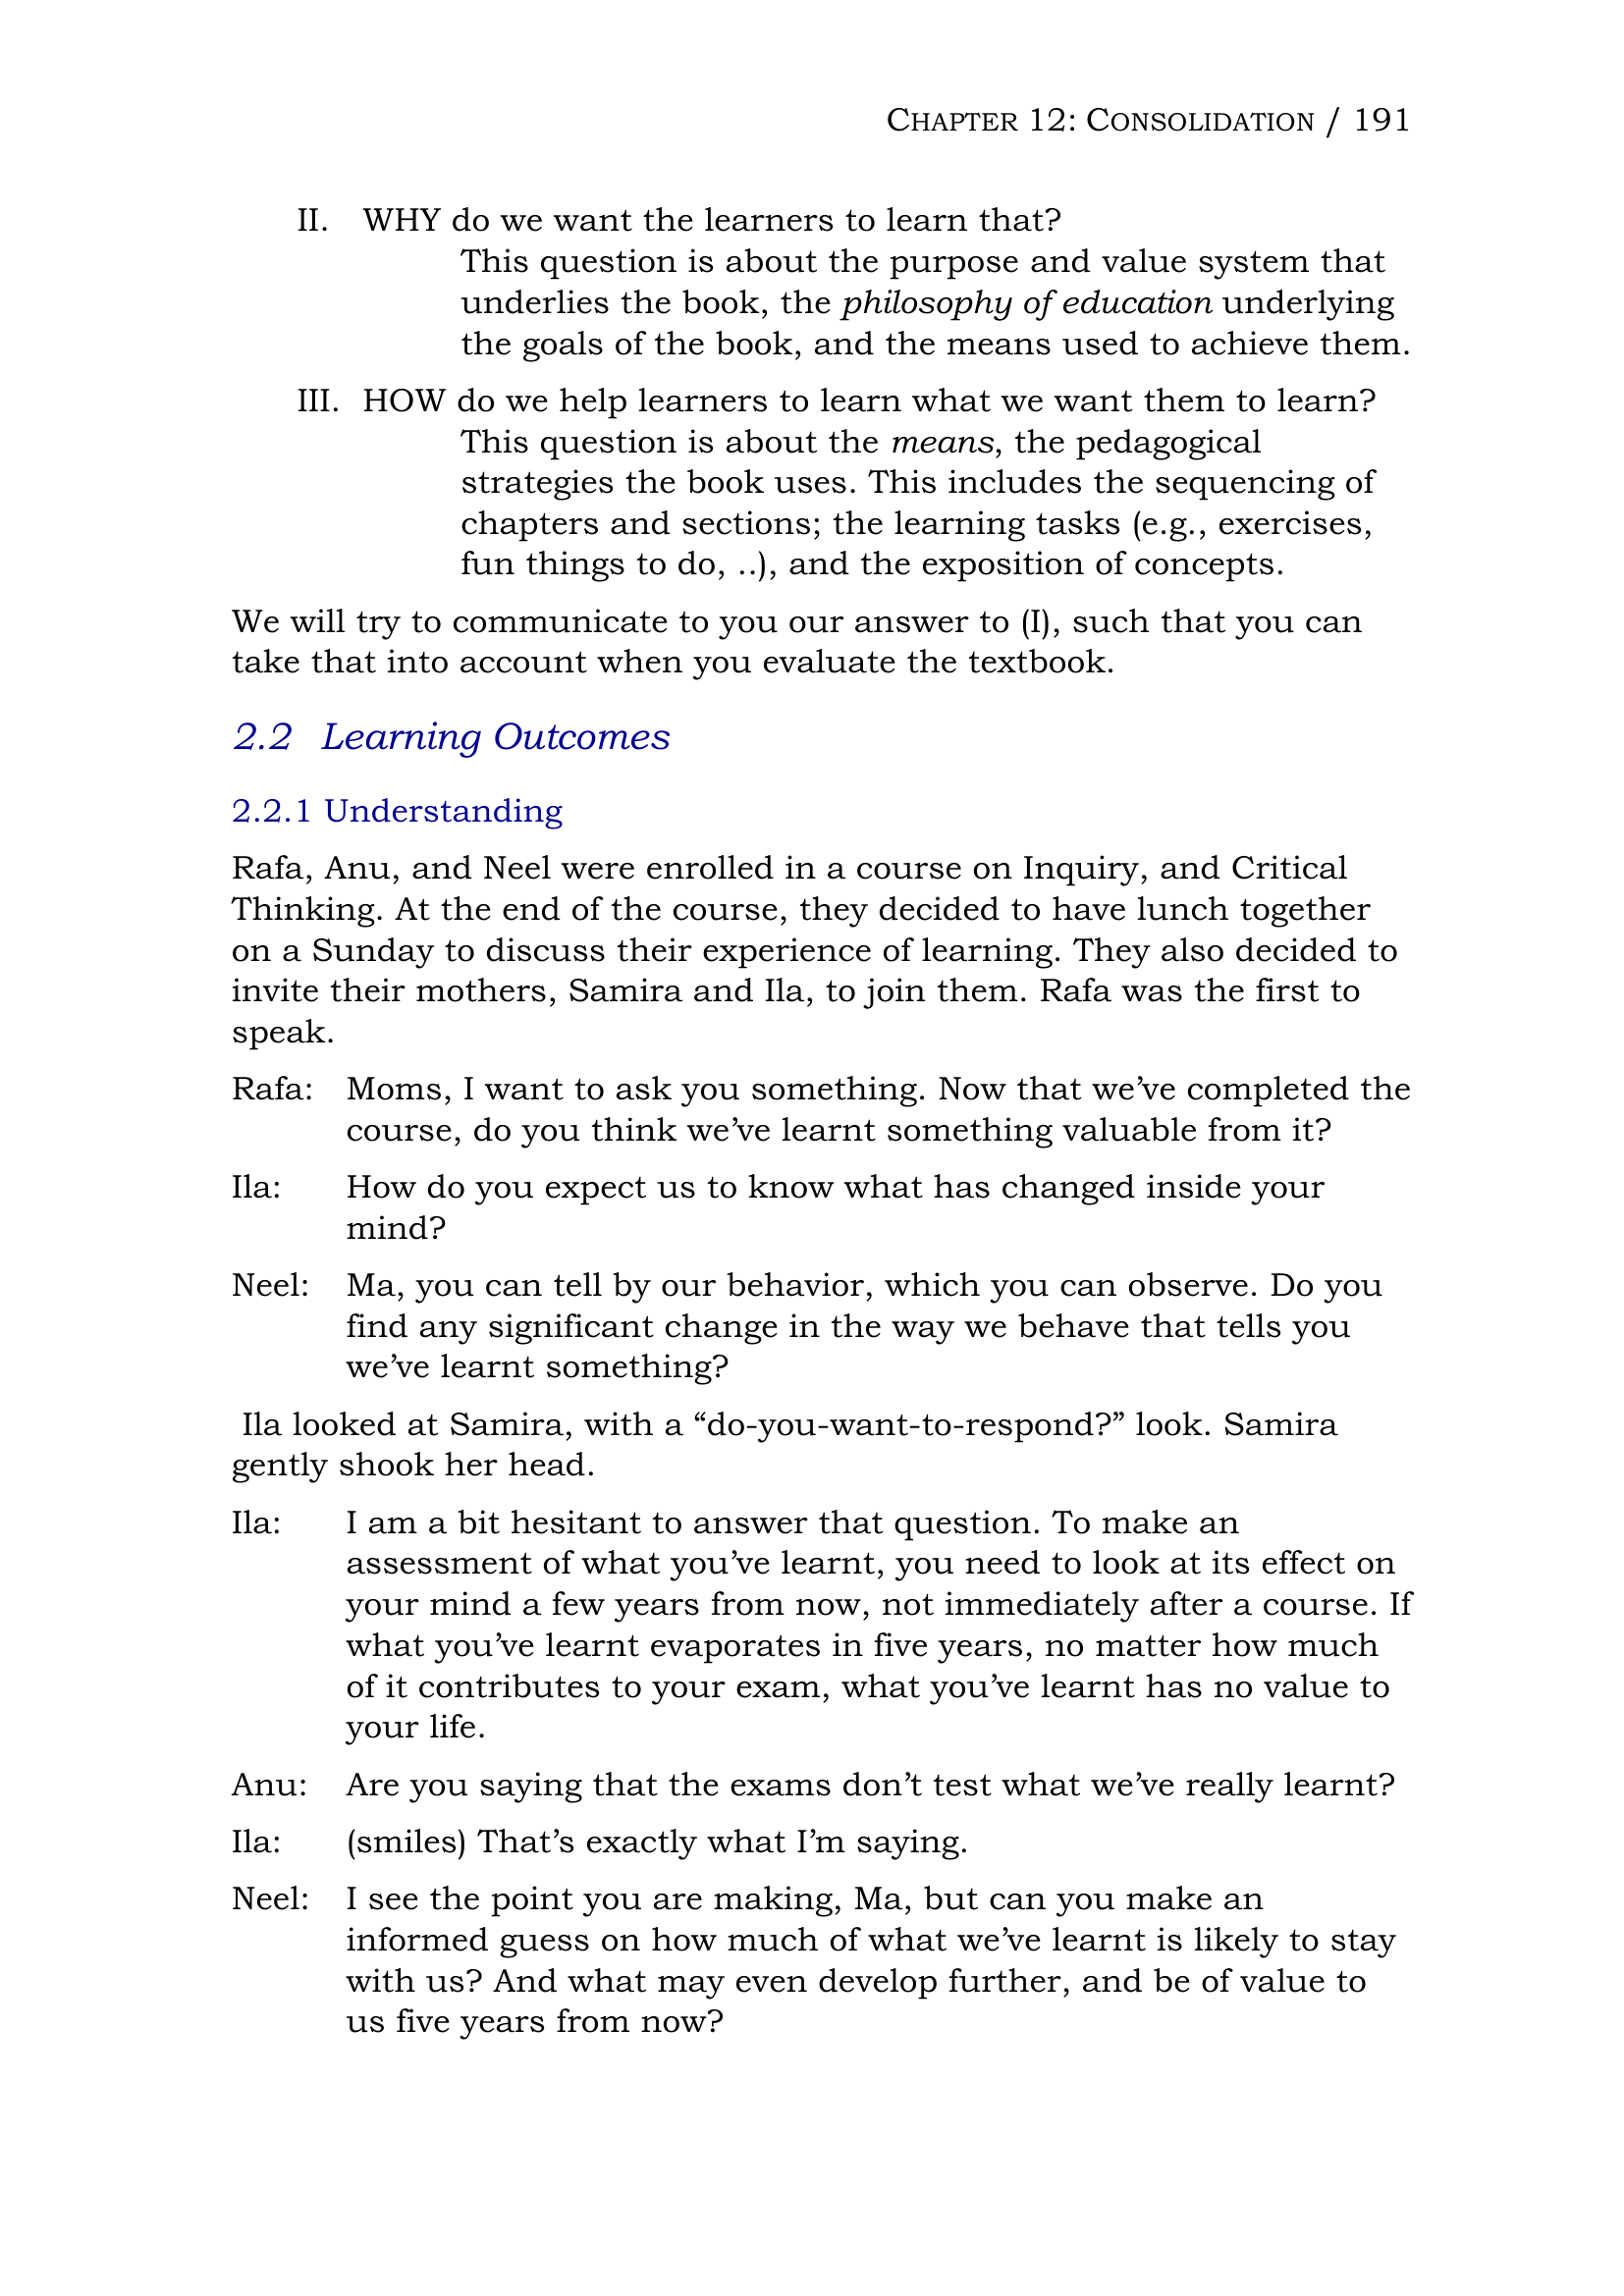 CHAPTER 12: CONSOLIDATION / 191
II. WHY do we want the learners to learn that?
This question is about the purpose and value system that
underlies the book, the philosophy of education underlying
the goals of the book, and the means used to achieve them.
III. HOW do we help learners to learn what we want them to learn?
This question is about the means, the pedagogical
strategies the book uses. This includes the sequencing of
chapters and sections; the learning tasks (e.g., exercises,
fun things to do, ..), and the exposition of concepts.
We will try to communicate to you our answer to (I), such that you can
take that into account when you evaluate the textbook.
2.2 Learning Outcomes
2.2.1 Understanding
Rafa, Anu, and Neel were enrolled in a course on Inquiry, and Critical
Thinking. At the end of the course, they decided to have lunch together
on a Sunday to discuss their experience of learning. They also decided to
invite their mothers, Samira and Ila, to join them. Rafa was the first to
speak.
Rafa: Moms, I want to ask you something. Now that we’ve completed the
course, do you think we’ve learnt something valuable from it?
Ila: How do you expect us to know what has changed inside your
mind?
Neel: Ma, you can tell by our behavior, which you can observe. Do you
find any significant change in the way we behave that tells you
we’ve learnt something?
Ila looked at Samira, with a “do-you-want-to-respond?” look. Samira
gently shook her head.
Ila: I am a bit hesitant to answer that question. To make an
assessment of what you’ve learnt, you need to look at its effect on
your mind a few years from now, not immediately after a course. If
what you’ve learnt evaporates in five years, no matter how much
of it contributes to your exam, what you’ve learnt has no value to
your life.
Anu: Are you saying that the exams don’t test what we’ve really learnt?
Ila: (smiles) That’s exactly what I’m saying.
Neel: I see the point you are making, Ma, but can you make an
informed guess on how much of what we’ve learnt is likely to stay
with us? And what may even develop further, and be of value to
us five years from now?